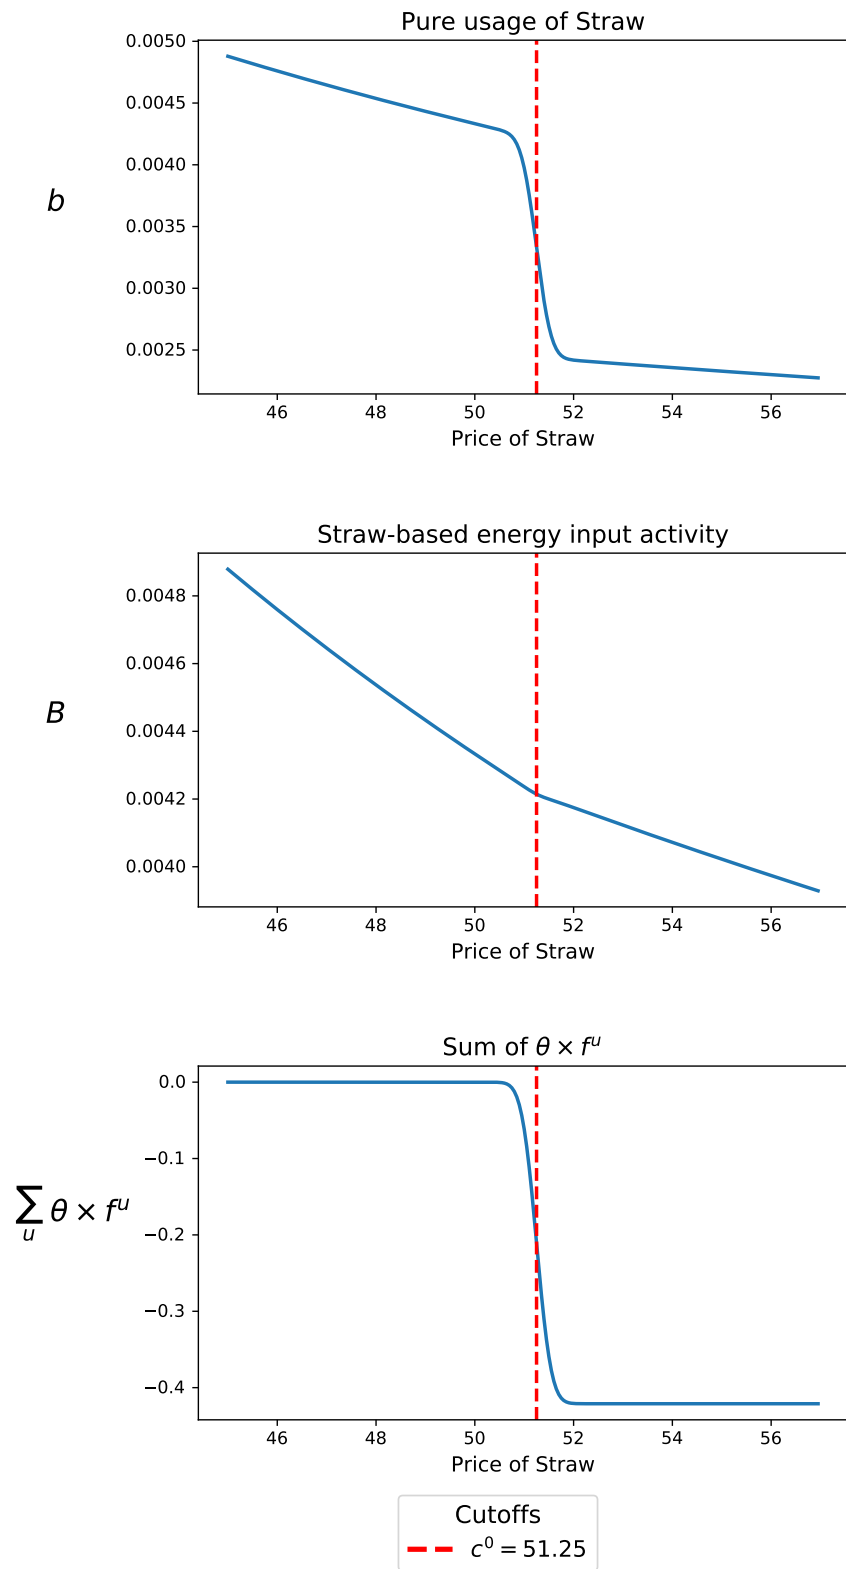 Pure usage of Straw
0.0050
0.0045
0.0040
0.0035
0.0030
0.0025
b
46 48 50 52 54 56
Price of Straw
Straw-based energy input activity
0.0048
0.0046
0.0044
0.0042
0.0040
B
46 48 50 52 54 56
Price of Straw
Sum of θ × fᵘ
0.0
−0.1
−0.2
−0.3
−0.4
∑ᵤ θ × fᵘ
46 48 50 52 54 56
Price of Straw
Cutoffs
c⁰ = 51.25